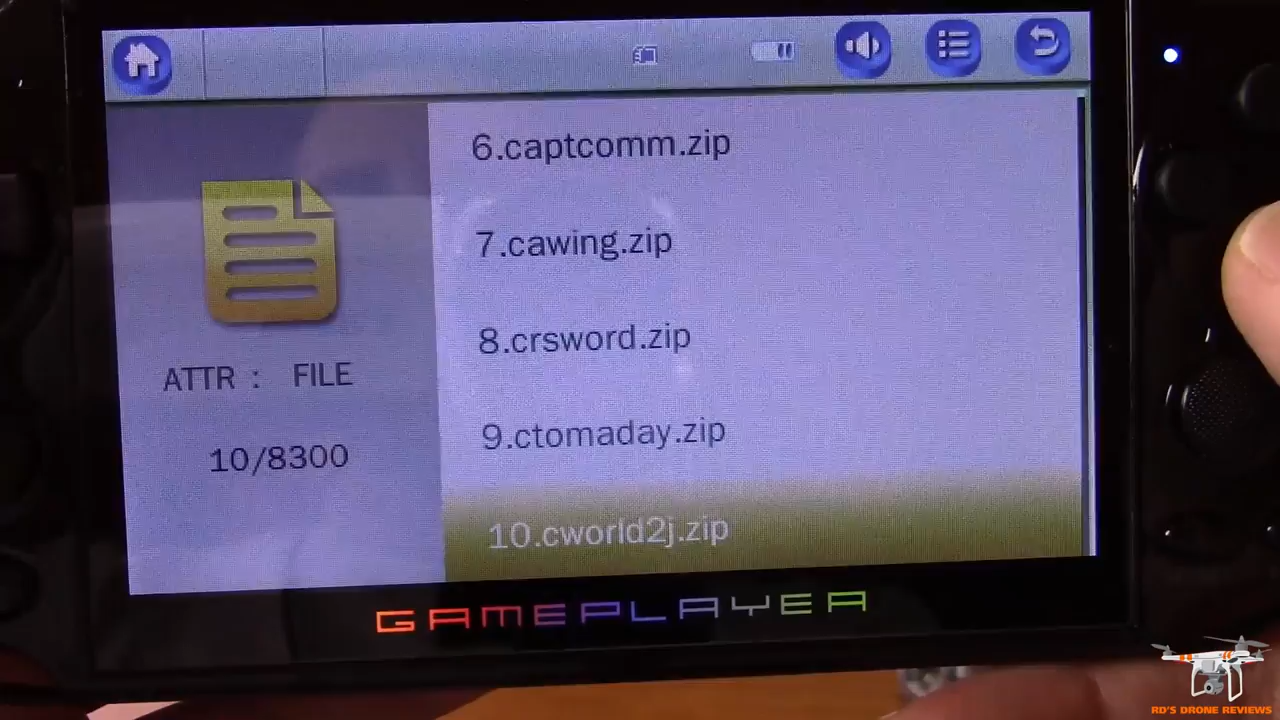 6.captcomm.zip
7.cawing.zip
8.crsword.zip
9.ctomaday.zip
10.cworld2j.zip
ATTR : FILE
10/8300
GAMEPLAYER
RD'S DRONE REVIEWS